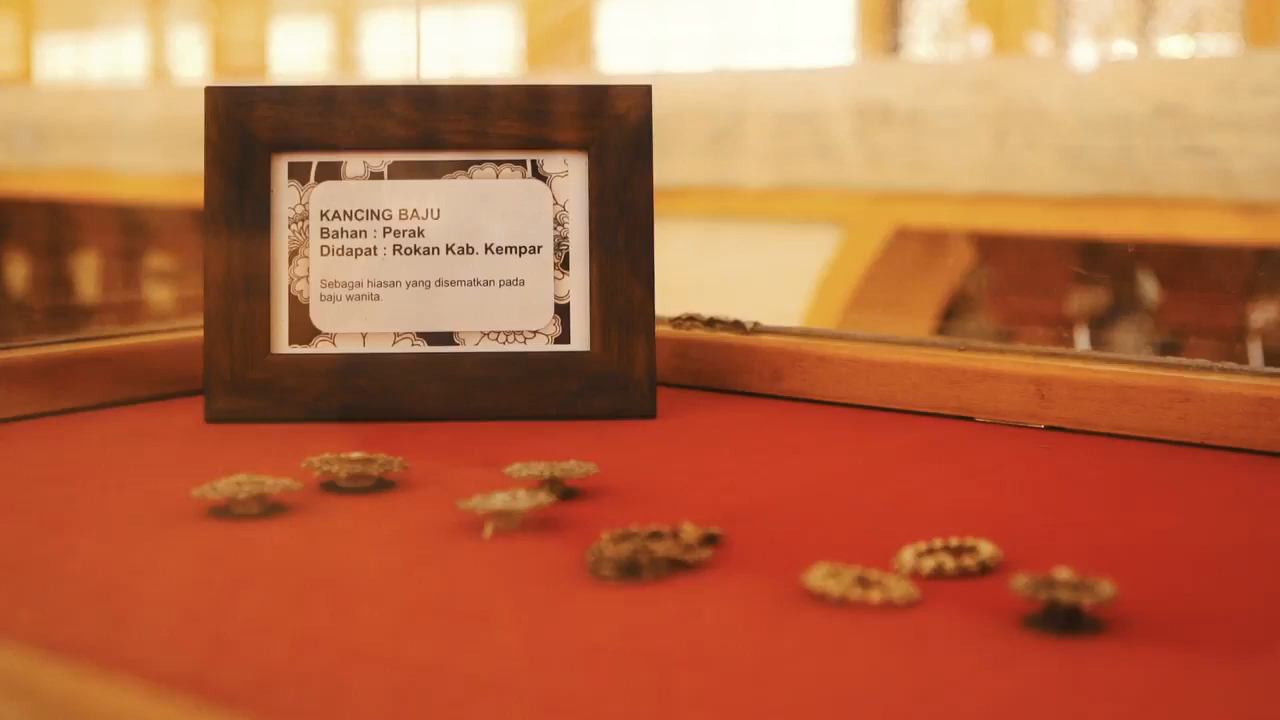 KANCING BAJU
Bahan : Perak
Didapat : Rokan Kab. Kempar
Sebagai hiasan yang disematkan pada
baju wanita.